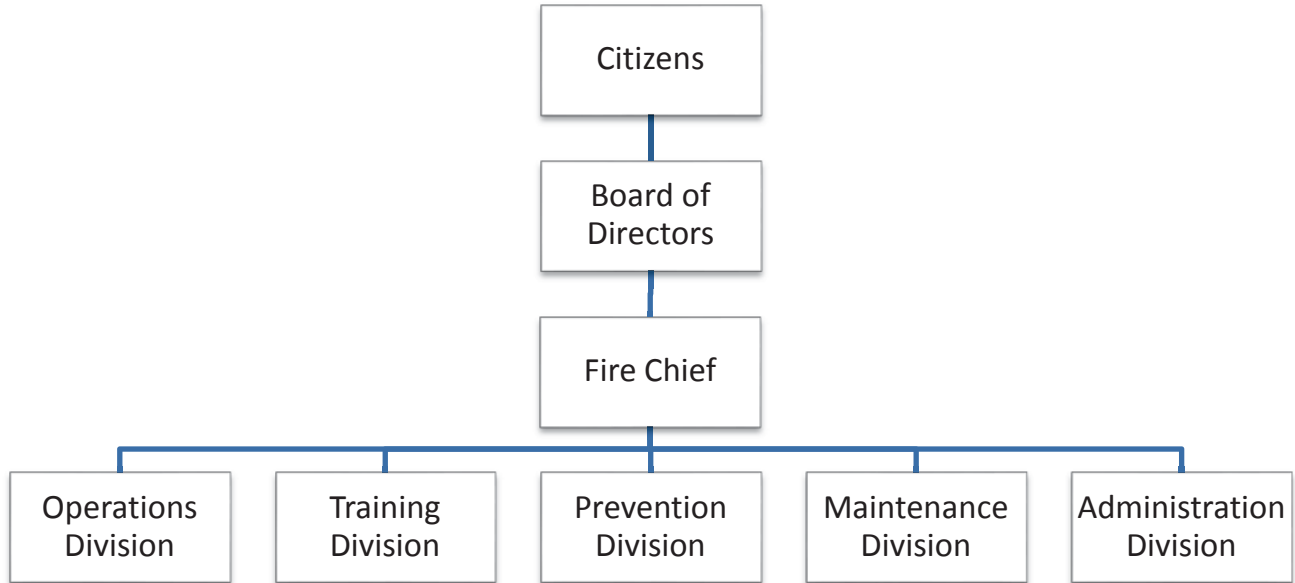 Citizens
Board of
Directors
Fire Chief
Operations
Division
Training
Division
Prevention
Division
Maintenance
Division
Administration
Division